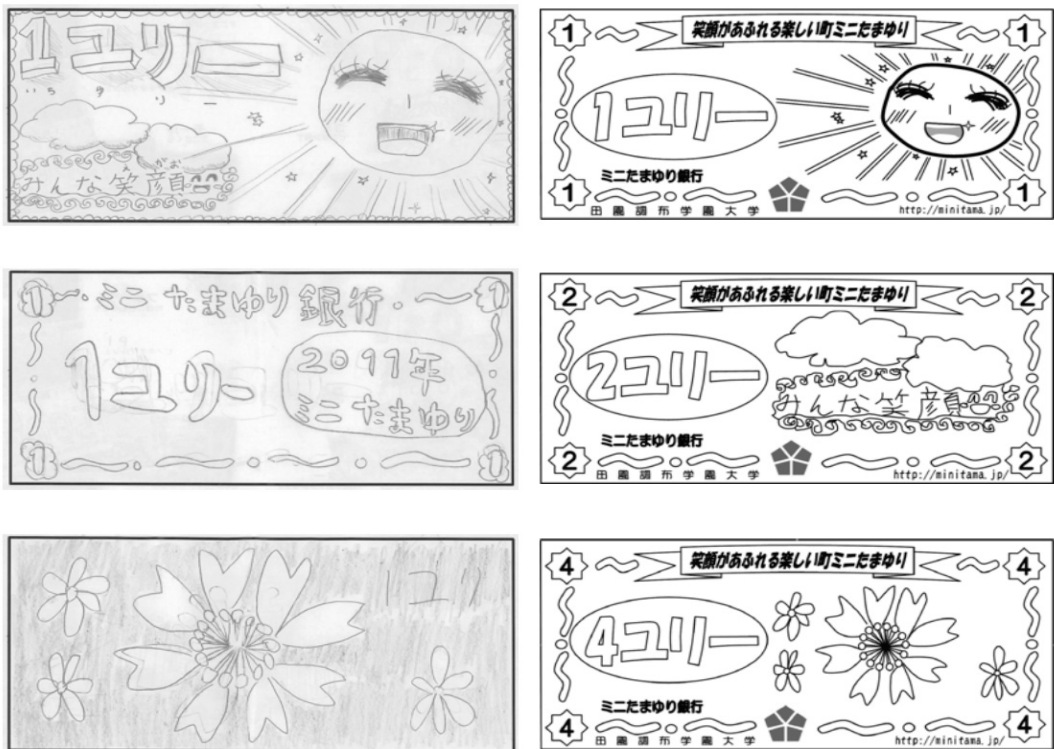 1ユリー
いちゆりー
がお
みんな笑顔
1
笑顔があふれる楽しい町ミニたまゆり
1
1ユリー
ミニたまゆり銀行
1
田園調布学園大学
http://minitama.jp/
1
1
ミニたまゆり銀行
1
1ユリー
2011年
ミニたまゆり
1
1
2
笑顔があふれる楽しい町ミニたまゆり
2
2ユリー
みんな笑顔
ミニたまゆり銀行
2
田園調布学園大学
http://minitama.jp/
2
1ユリ
4
笑顔があふれる楽しい町ミニたまゆり
4
4ユリー
ミニたまゆり銀行
4
田園調布学園大学
http://minitama.jp/
4